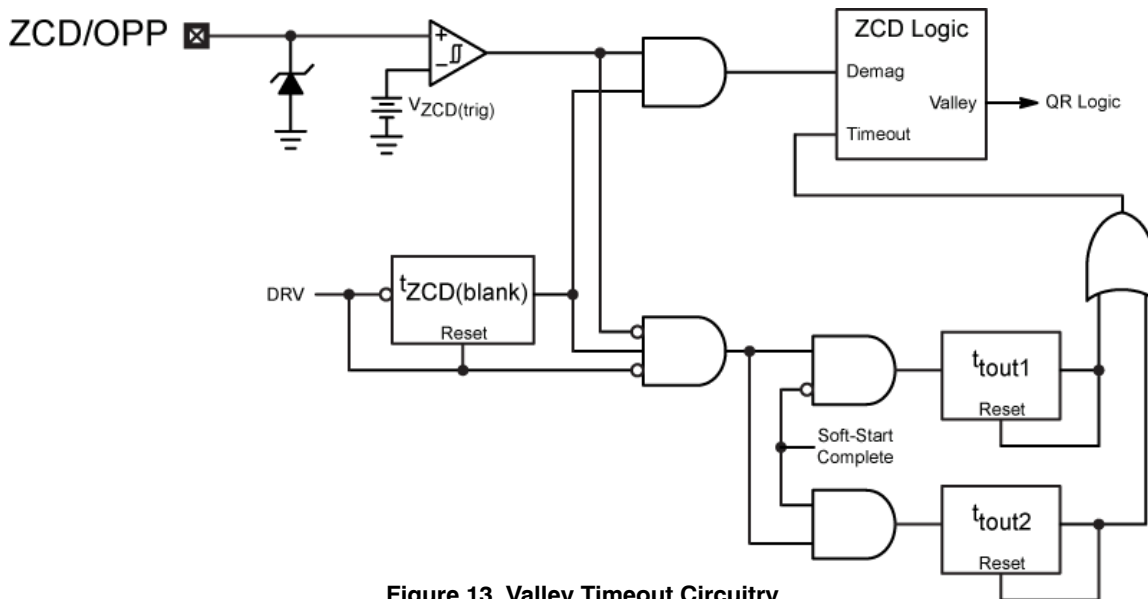 ZCD/OPP
ZCD Logic
Demag
Valley
QR Logic
Timeout
+
−
VZCD(trig)
DRV
tZCD(blank)
Reset
ttout1
Reset
Soft-Start
Complete
ttout2
Reset
Figure 13. Valley Timeout Circuitry